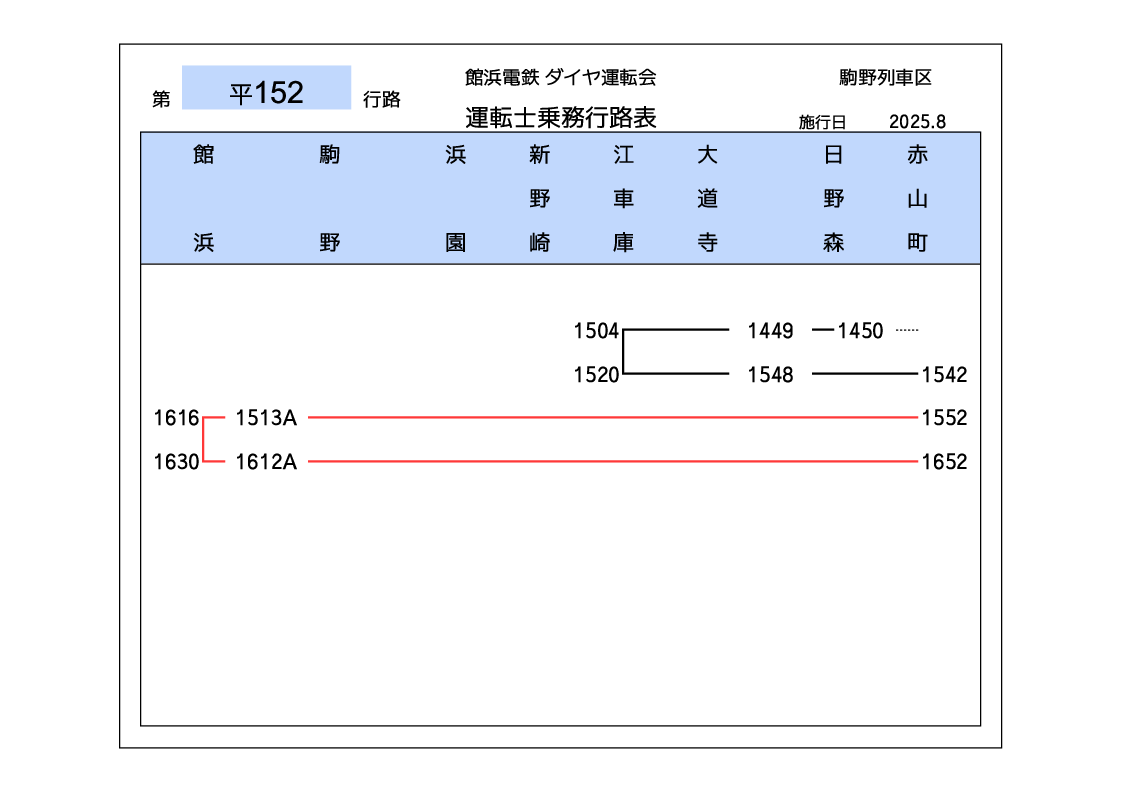 館浜電鉄 ダイヤ運転会
駒野列車区
第 平152 行路
運転士乗務行路表
施行日 2025.8
館浜 駒野 浜園 新野崎 江車庫 大道寺 日野森 赤山町
1504 1449 1450 ......
1520 1548 1542
1616 1513A 1552
1630 1612A 1652